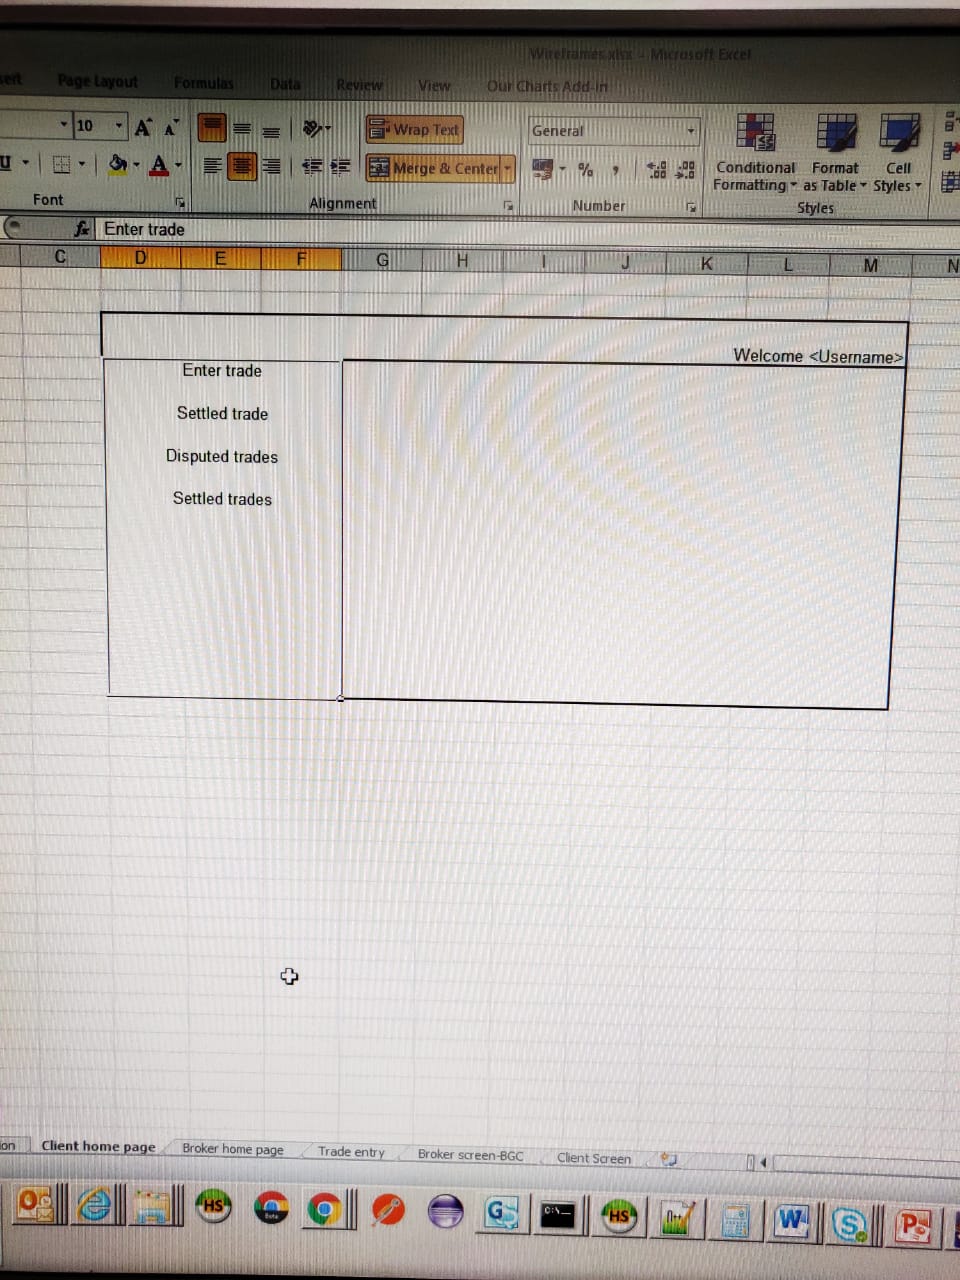 Wireframes.xlsx - Microsoft Excel
Page Layout Formulas Data Review View Our Charts Add-In
10 A A Wrap Text General
U A Merge & Center % , Conditional Formatting Format as Table Cell Styles
Font Alignment Number Styles
fx Enter trade
C D E F G H I J K L M N
Welcome <Username>
Enter trade
Settled trade
Disputed trades
Settled trades
Client home page Broker home page Trade entry Broker screen-BGC Client Screen
HS Beta G C:\ HS n++ W S P